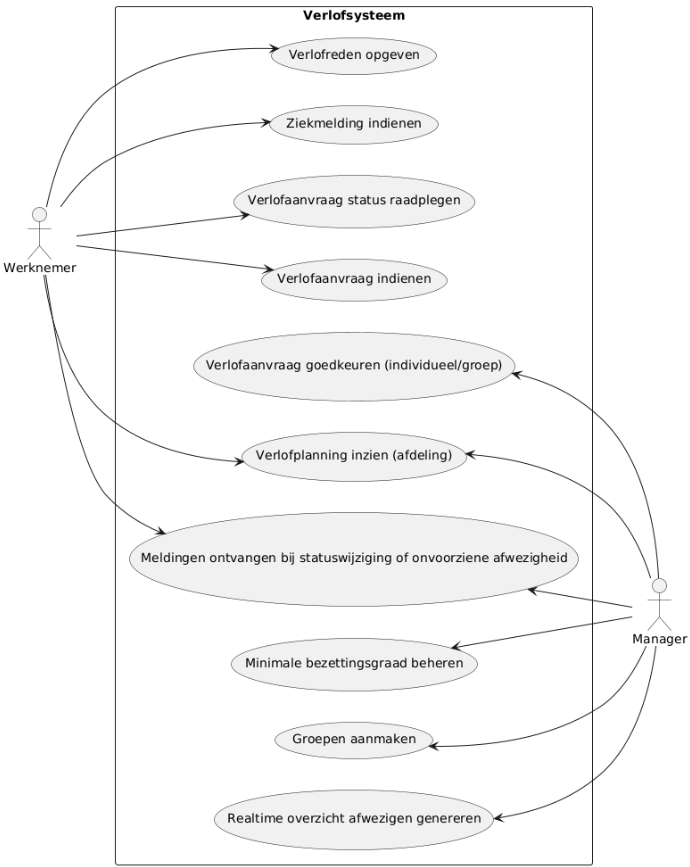 Verlofsysteem
Verlofreden opgeven
Ziekmelding indienen
Verlofaanvraag status raadplegen
Werknemer
Verlofaanvraag indienen
Verlofaanvraag goedkeuren (individueel/groep)
Verlofplanning inzien (afdeling)
Meldingen ontvangen bij statuswijziging of onvoorziene afwezigheid
Manager
Minimale bezettingsgraad beheren
Groepen aanmaken
Realtime overzicht afwezigen genereren